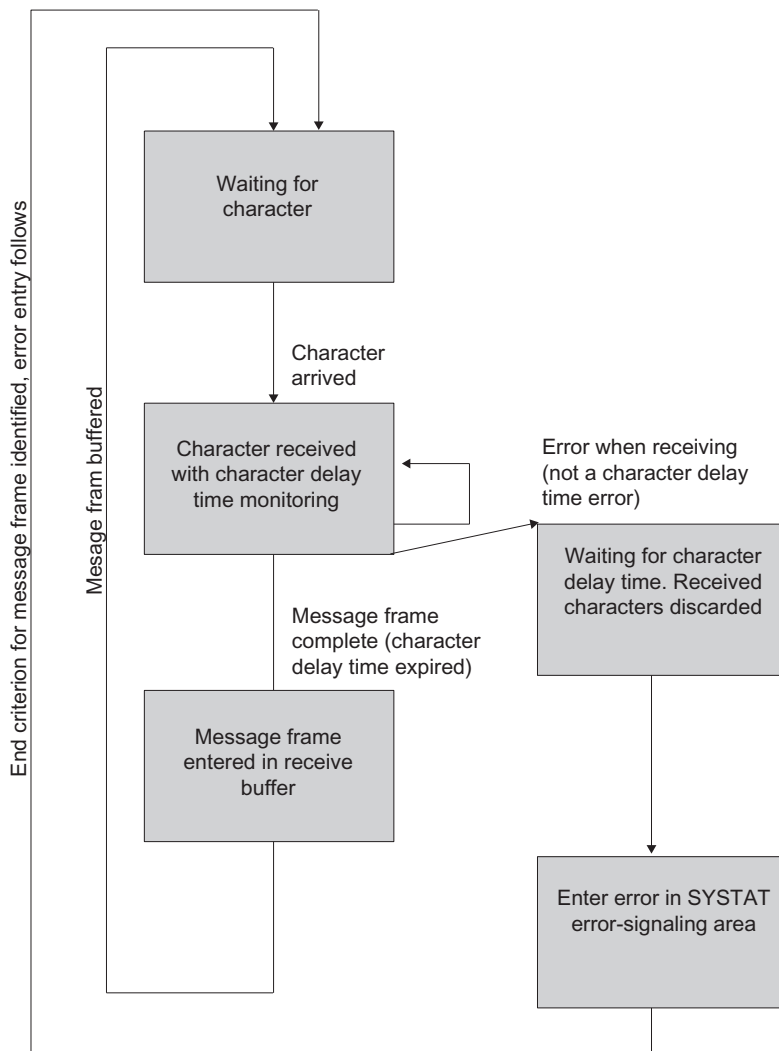 End criterion for message frame identified, error entry follows
Mesage fram buffered
Waiting for
character
Character
arrived
Character received
with character delay
time monitoring
Error when receiving
(not a character delay
time error)
Waiting for character
delay time. Received
characters discarded
Message frame
complete (character
delay time expired)
Message frame
entered in receive
buffer
Enter error in SYSTAT
error-signaling area